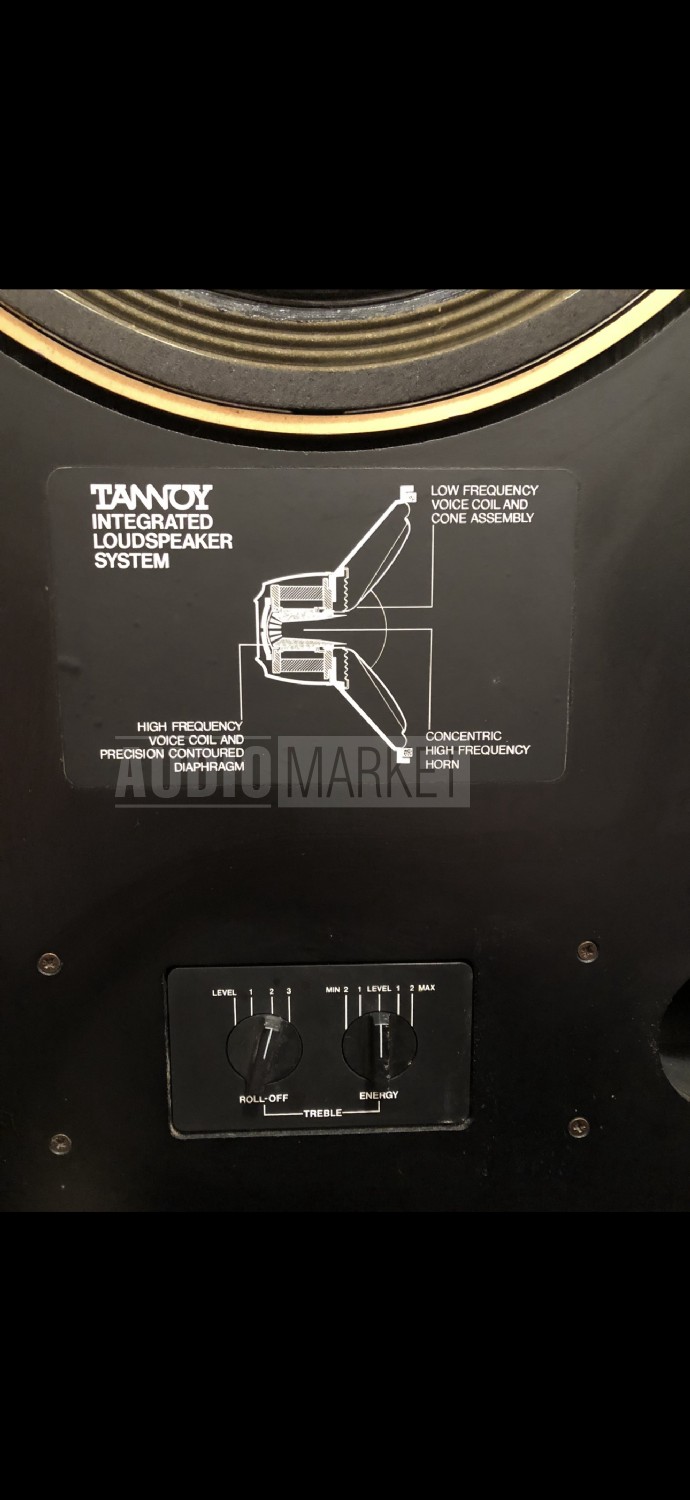 TANNOY
INTEGRATED
LOUDSPEAKER
SYSTEM
LOW FREQUENCY
VOICE COIL AND
CONE ASSEMBLY
HIGH FREQUENCY
VOICE COIL AND
PRECISION CONTOURED
DIAPHRAGM
CONCENTRIC
HIGH FREQUENCY
HORN
AUDIOMARKET
LEVEL 1 2 3
MIN 2 1 LEVEL 1 2 MAX
ROLL-OFF
ENERGY
TREBLE